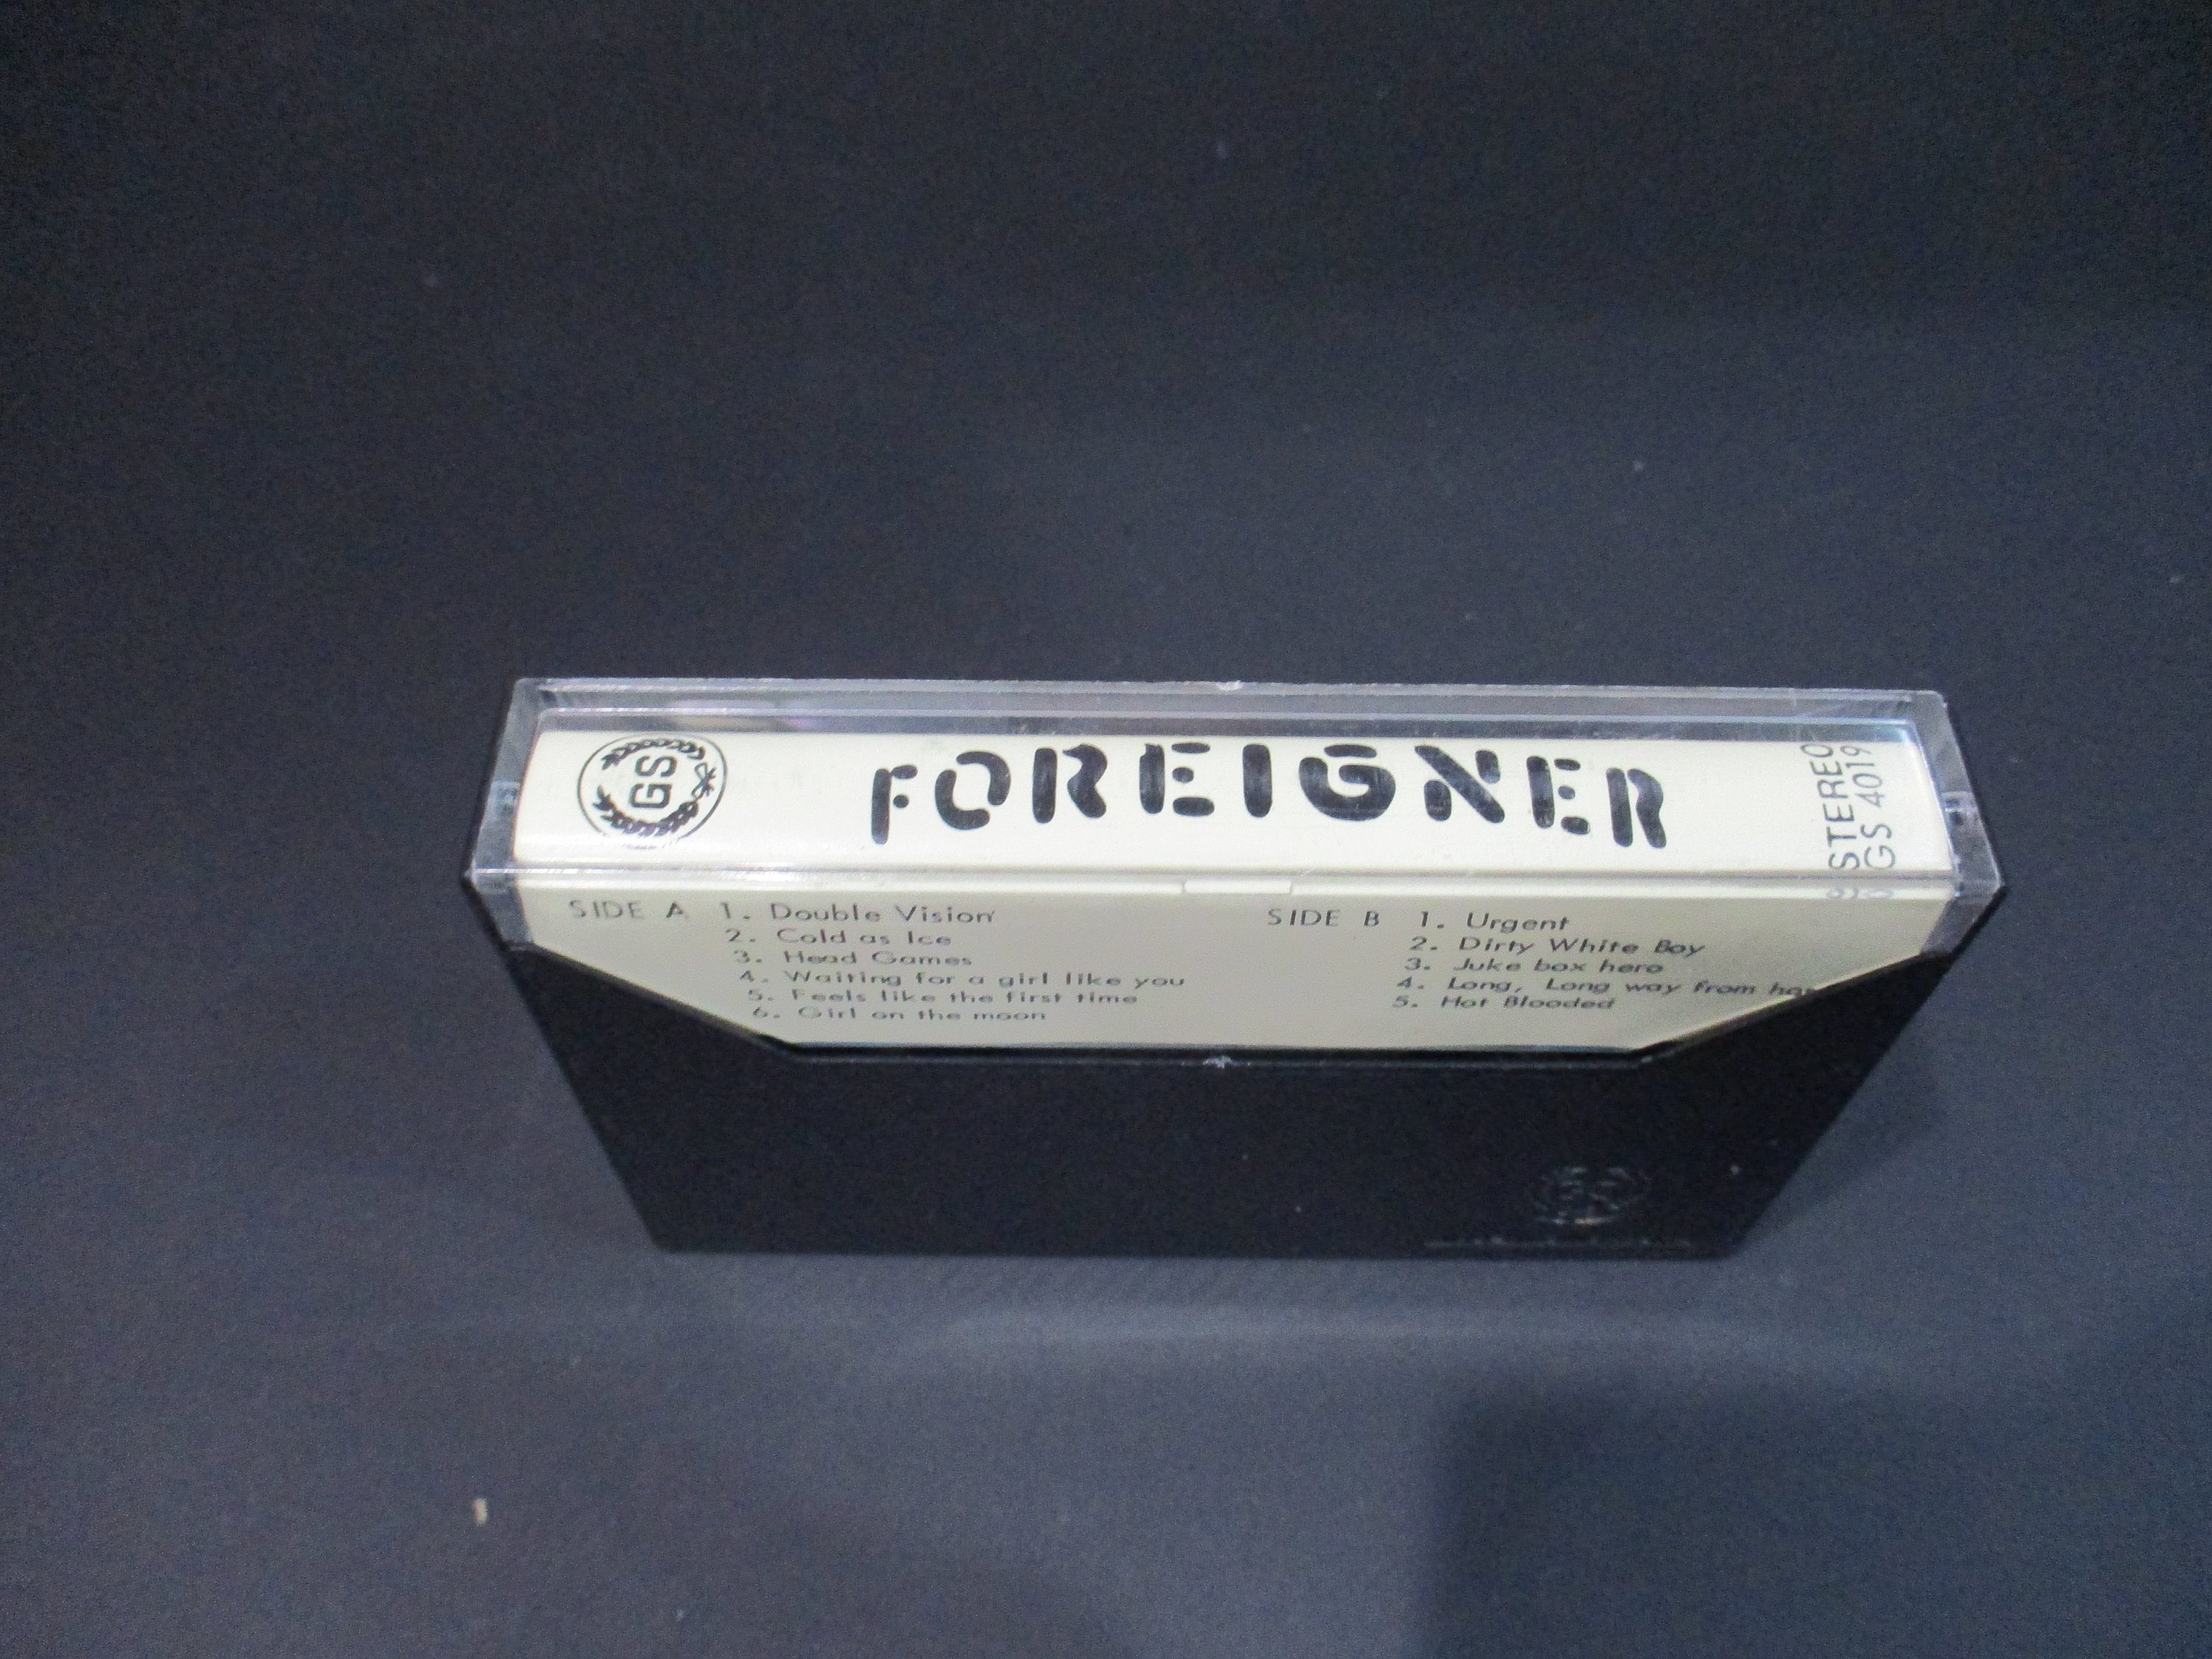 GS
FOREIGNER
STEREO
GS 4019
SIDE A 1. Double Vision
2. Cold as Ice
3. Head Games
4. Waiting for a girl like you
5. Feels like the first time
6. Girl on the moon
SIDE B 1. Urgent
2. Dirty White Boy
3. Juke box hero
4. Long, Long way from
5. Hot Blooded